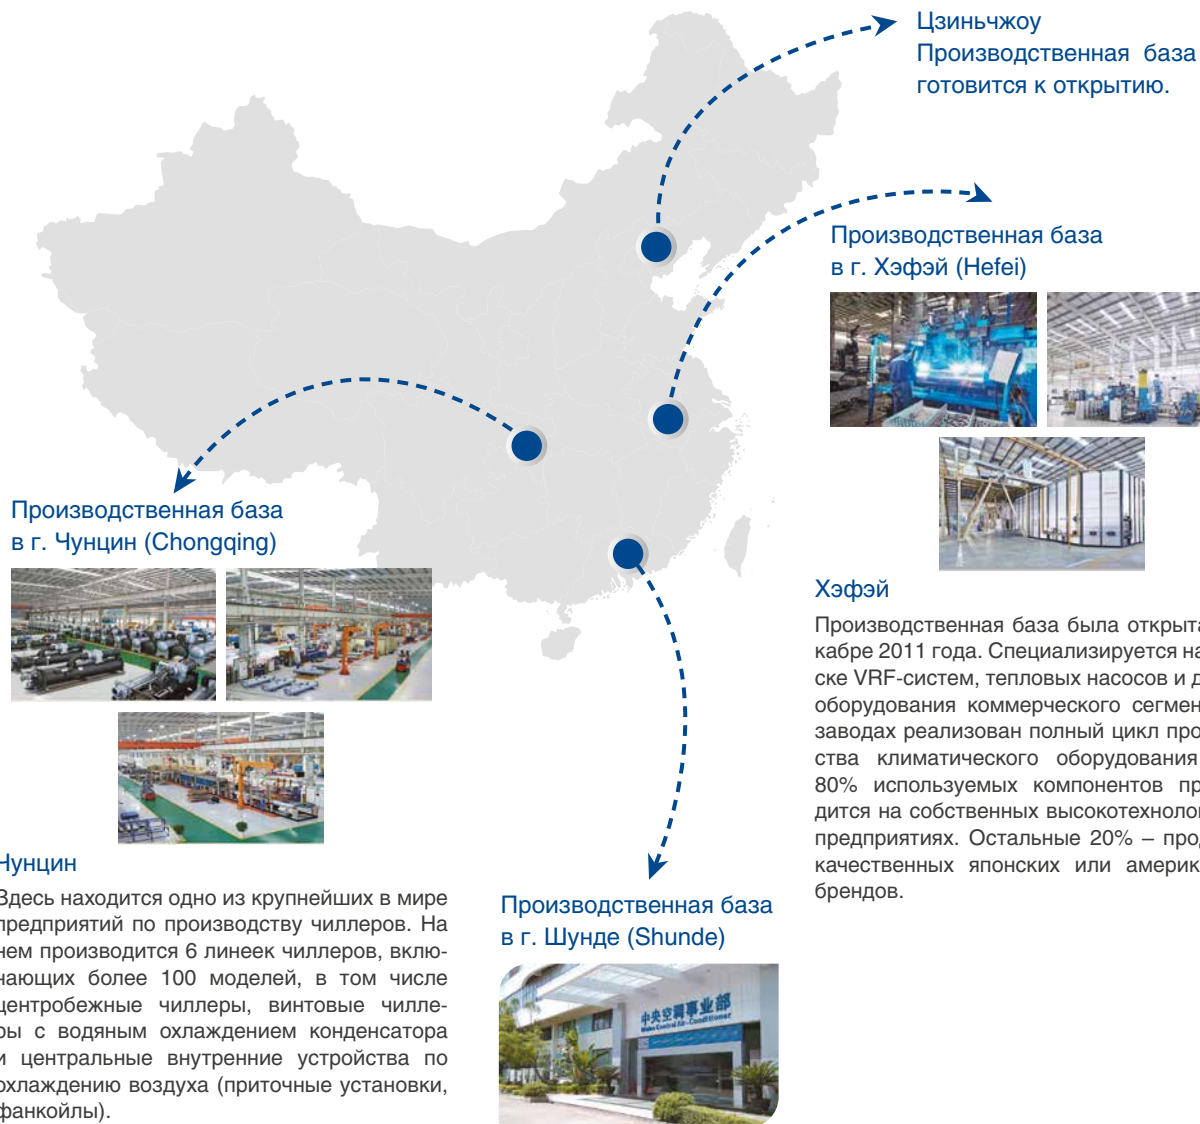 Цзиньчжоу
Производственная база
готовится к открытию.
Производственная база
в г. Хэфэй (Hefei)
Производственная база
в г. Чунцин (Chongqing)
Хэфэй
Производственная база была открыта
кабре 2011 года. Специализируется на
ске VRF-систем, тепловых насосов и д
оборудования коммерческого сегмен
заводах реализован полный цикл про
ства климатического оборудования
80% используемых компонентов пр
дится на собственных высокотехноло
предприятиях. Остальные 20% – прод
качественных японских или америк
брендов.
Чунцин
Здесь находится одно из крупнейших в мире
предприятий по производству чиллеров. На
нем производится 6 линеек чиллеров, вклю-
чающих более 100 моделей, в том числе
центробежные чиллеры, винтовые чилле-
ры с водяным охлаждением конденсатора
и центральные внутренние устройства по
охлаждению воздуха (приточные установки,
фанкойлы).
Производственная база
в г. Шунде (Shunde)
中央空调事业部
Midea Central Air-Conditioner